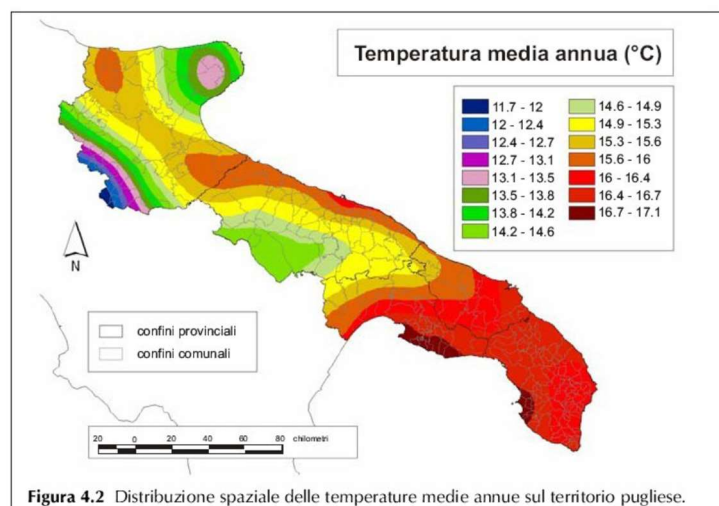 Temperatura media annua (°C)
11.7 - 12
12 - 12.4
12.4 - 12.7
12.7 - 13.1
13.1 - 13.5
13.5 - 13.8
13.8 - 14.2
14.2 - 14.6
14.6 - 14.9
14.9 - 15.3
15.3 - 15.6
15.6 - 16
16 - 16.4
16.4 - 16.7
16.7 - 17.1
N
confini provinciali
confini comunali
20 0 20 40 60 80 chilometri
Figura 4.2 Distribuzione spaziale delle temperature medie annue sul territorio pugliese.